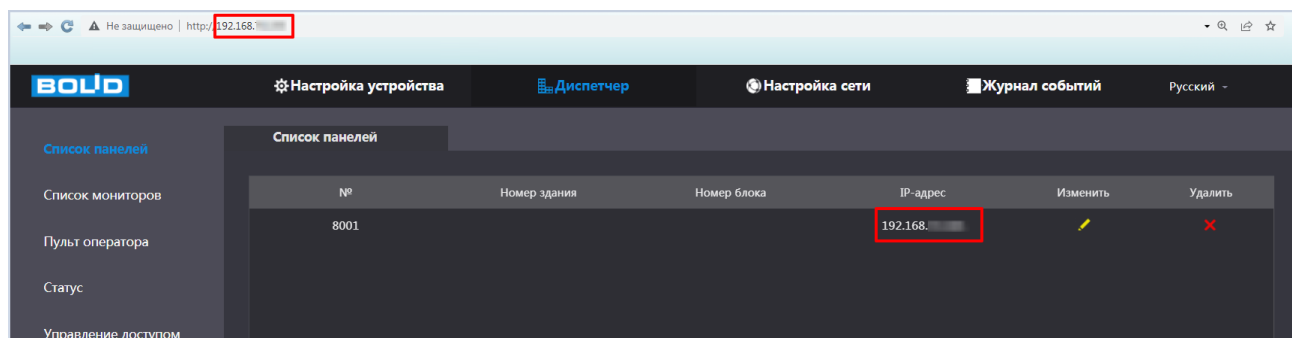 Не защищено | http://192.168.
BOLID
Настройка устройства Диспетчер Настройка сети Журнал событий Русский
Список панелей
Список панелей
Список мониторов
№ Номер здания Номер блока IP-адрес Изменить Удалить
8001 192.168.
Пульт оператора
Статус
Управление доступом